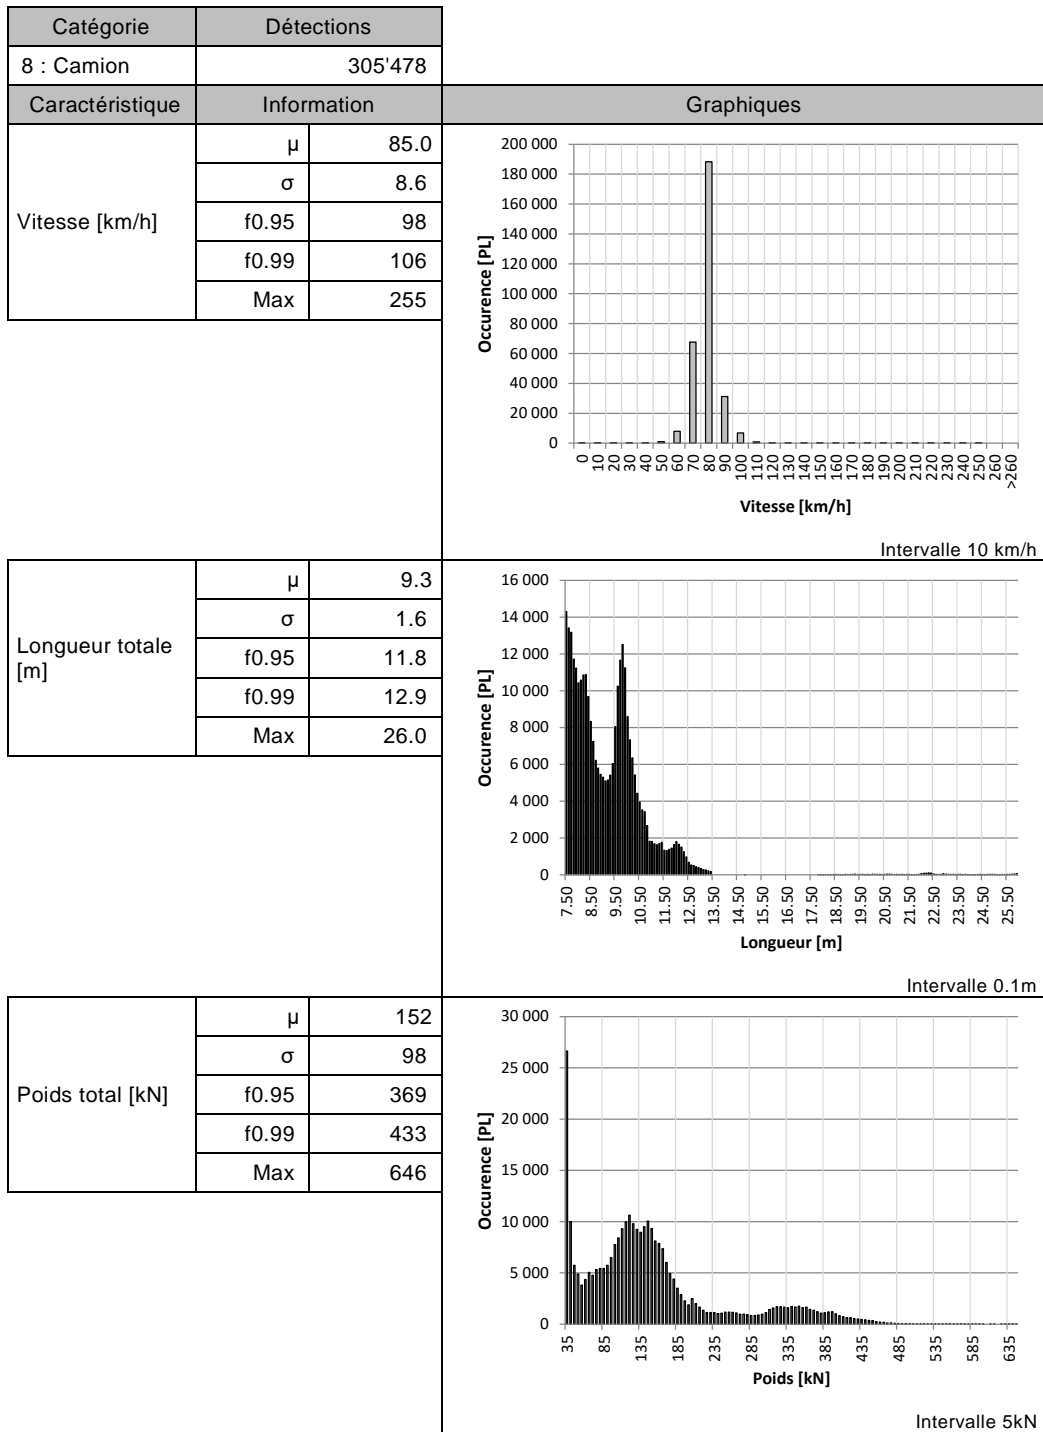 Catégorie Détections
8 : Camion 305'478
Caractéristique Information Graphiques
Vitesse [km/h]
µ 85.0
σ 8.6
f0.95 98
f0.99 106
Max 255
200 000
180 000
160 000
140 000
120 000
100 000
80 000
60 000
40 000
20 000
0
Occurence [PL]
0 10 20 30 40 50 60 70 80 90 100 110 120 130 140 150 160 170 180 190 200 210 220 230 240 250 260 >260
Vitesse [km/h]
Intervalle 10 km/h
Longueur totale
[m]
µ 9.3
σ 1.6
f0.95 11.8
f0.99 12.9
Max 26.0
16 000
14 000
12 000
10 000
8 000
6 000
4 000
2 000
0
Occurence [PL]
7.50 8.50 9.50 10.50 11.50 12.50 13.50 14.50 15.50 16.50 17.50 18.50 19.50 20.50 21.50 22.50 23.50 24.50 25.50
Longueur [m]
Intervalle 0.1m
Poids total [kN]
µ 152
σ 98
f0.95 369
f0.99 433
Max 646
30 000
25 000
20 000
15 000
10 000
5 000
0
Occurence [PL]
35 85 135 185 235 285 335 385 435 485 535 585 635
Poids [kN]
Intervalle 5kN